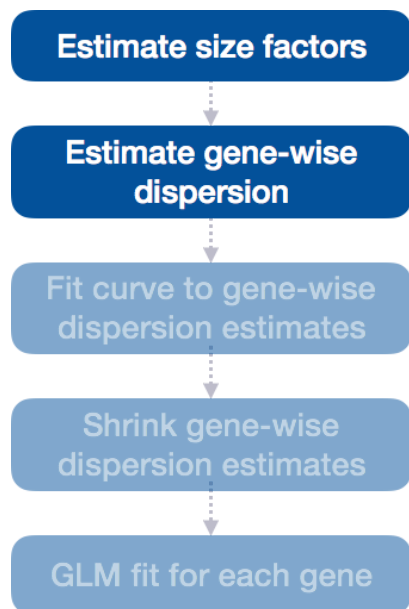 Estimate size factors
Estimate gene-wise
dispersion
Fit curve to gene-wise
dispersion estimates
Shrink gene-wise
dispersion estimates
GLM fit for each gene